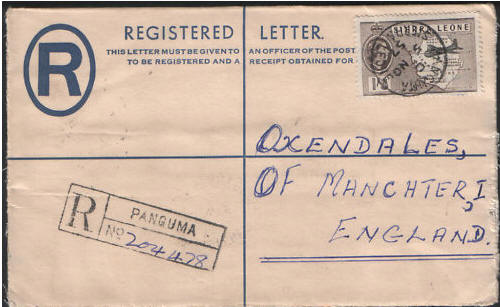 REGISTERED LETTER.
THIS LETTER MUST BE GIVEN TO AN OFFICER OF THE POST
TO BE REGISTERED AND A RECEIPT OBTAINED FOR
R
SIERRA LEONE
OXENDALES,
OF MANCHTER, I
ENGLAND.
R
PANGUMA
No 204428